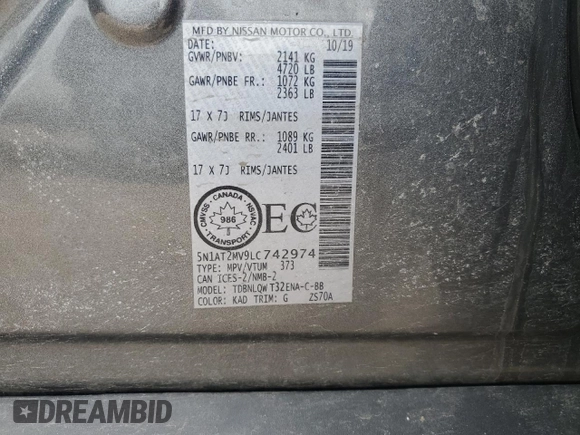 MFD BY NISSAN MOTOR CO., LTD.
DATE: 10/19
GVWR/PNBV: 2141 KG
4720 LB
GAWR/PNBE FR.: 1072 KG
2363 LB
17 X 7J RIMS/JANTES
GAWR/PNBE RR.: 1089 KG
2401 LB
17 X 7J RIMS/JANTES
CMVSS - CANADA - NSVAC
986
TRANSPORT
EC
5N1AT2MV9LC742974
TYPE: MPV/VTUM 373
CAN ICES-2/NMB-2
MODEL: TDBNLQW T32ENA-C-BB
COLOR: KAD TRIM: G ZS70A
DREAMBID